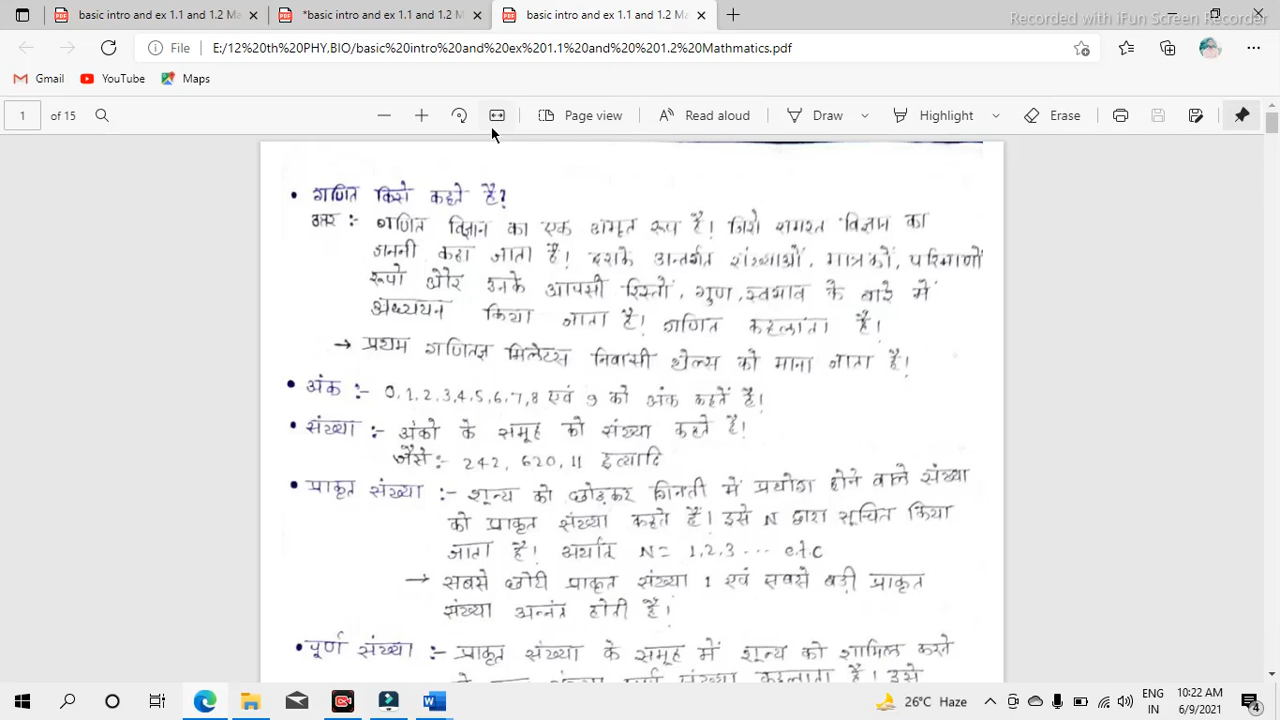 basic intro and ex 1.1 and 1.2 Ma
*basic intro and ex 1.1 and 1.2 M
basic intro and ex 1.1 and 1.2 Ma
Recorded with iFun Screen Recorder
File
E:/12%20th%20PHY,BIO/basic%20intro%20and%20ex%201.1%20and%201.2%20Mathmatics.pdf
Gmail YouTube Maps
1 of 15 Page view Read aloud Draw Highlight Erase
• गणित किसे कहते है?
उत्तर :- गणित विज्ञान का एक अमृत रूप है! जिसे समस्त विज्ञान का
जननी कहा जाता है! इसके अन्तर्गत संख्याओं, मात्रकों, परिमाणों
रूपो और उनके आपसी रिस्तों, गुण, स्वभाव के बारे में
अध्ययन किया जाता है! गणित कहलाता है!
→ प्रथम गणितज्ञ मिलेट्स निवासी थेल्स को माना जाता है!
• अंक :- 0,1,2,3,4,5,6,7,8 एवं 9 को अंक कहतें है!
• संख्या :- अंको के समूह को संख्या कहते है!
जैसे:- 242, 620, 11 इत्यादि
• प्राकृत संख्या :- शून्य को छोड़कर गिनती में प्रयोग होने वाले संख्या
को प्राकृत संख्या कहते है! इसे N द्वारा सूचित किया
जाता है! अर्थात N= 1,2,3 ... etc
→ सबसे छोटी प्राकृत संख्या 1 एवं सबसे बड़ी प्राकृत
संख्या अन्नंत होती है!
• पूर्ण संख्या :- प्राकृत संख्या के समूह में शून्य को शामिल करते
संख्या कहलाता है! उसे
26°C Haze
ENG
IN
10:22 AM
6/9/2021
4